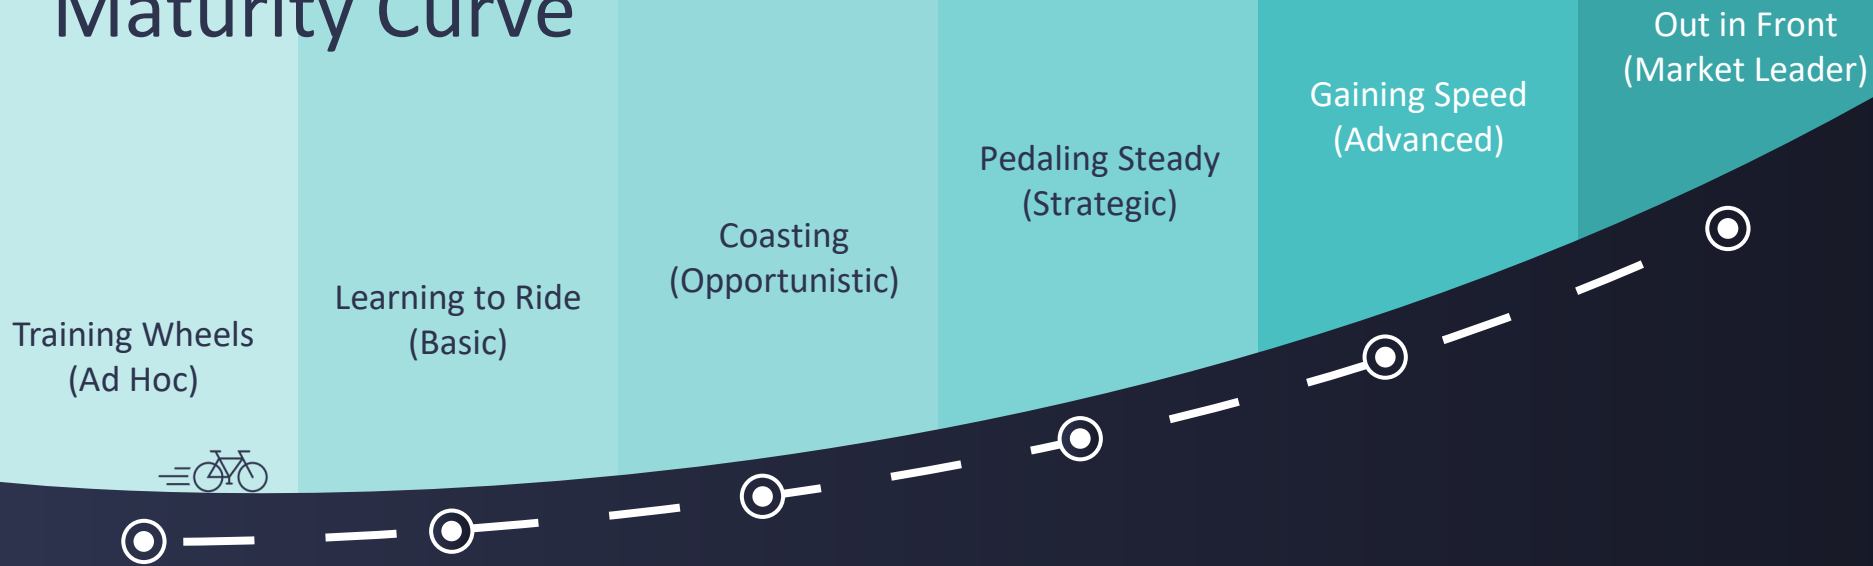 Maturity Curve
Training Wheels
(Ad Hoc)
Learning to Ride
(Basic)
Coasting
(Opportunistic)
Pedaling Steady
(Strategic)
Gaining Speed
(Advanced)
Out in Front
(Market Leader)